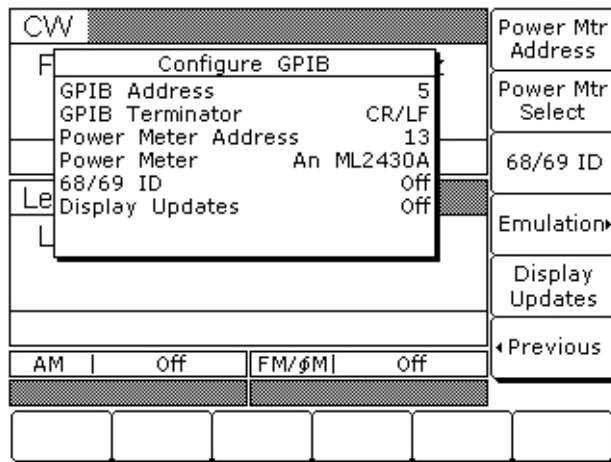 CW
F
Configure GPIB
GPIB Address 5
GPIB Terminator CR/LF
Power Meter Address 13
Power Meter An ML2430A
68/69 ID Off
Display Updates Off
Le
L
AM | Off
FM/ϕM| Off
Power Mtr
Address
Power Mtr
Select
68/69 ID
Emulation
Display
Updates
Previous